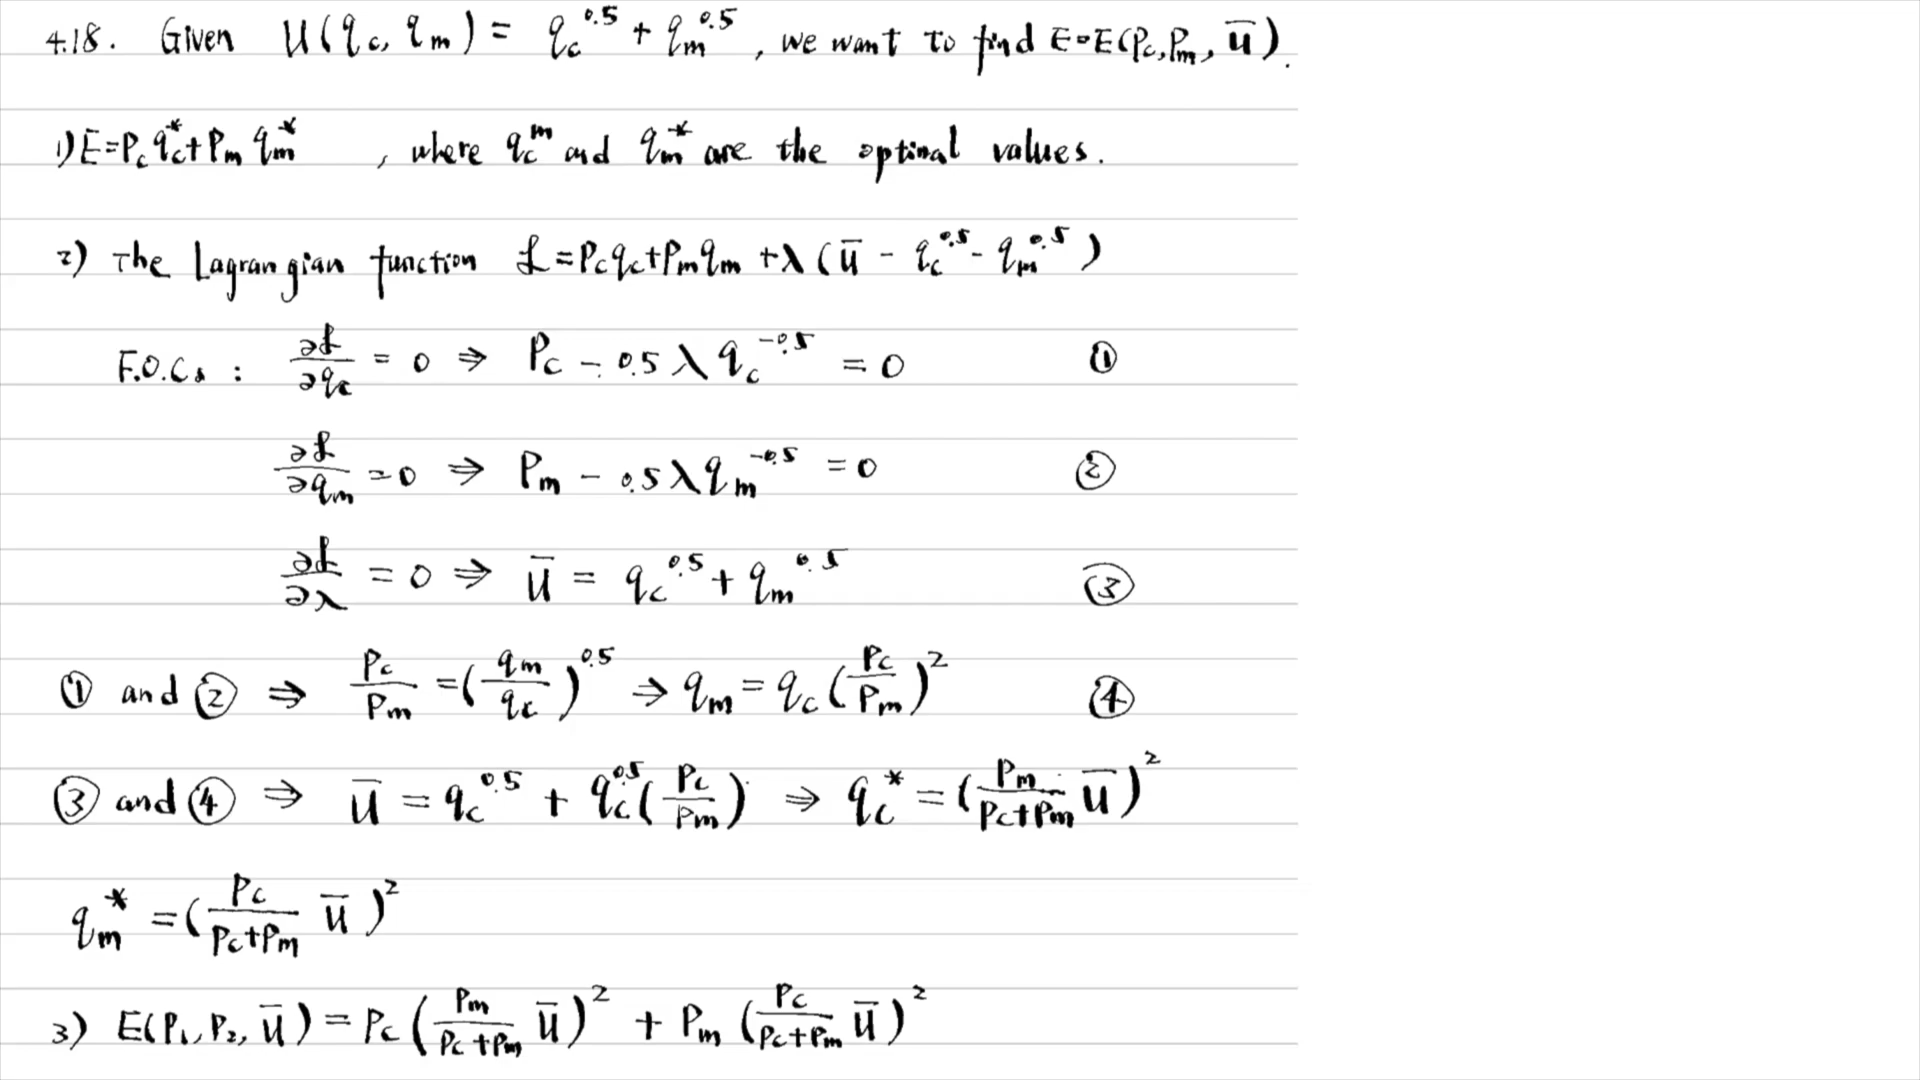 4.18. Given U(q_c, q_m) = q_c^0.5 + q_m^0.5, we want to find E=E(P_c, P_m, ū).
1) E=P_c q_c^* + P_m q_m^*, where q_c^m and q_m^* are the optimal values.
2) The Lagrangian function ℒ = P_c q_c + P_m q_m + λ(ū - q_c^0.5 - q_m^0.5)
F.O.Cs: ∂ℒ/∂q_c = 0 ⇒ P_c - 0.5 λ q_c^-0.5 = 0 ①
∂ℒ/∂q_m = 0 ⇒ P_m - 0.5 λ q_m^-0.5 = 0 ②
∂ℒ/∂λ = 0 ⇒ ū = q_c^0.5 + q_m^0.5 ③
① and ② ⇒ P_c/P_m = (q_m/q_c)^0.5 ⇒ q_m = q_c (P_c/P_m)^2 ④
③ and ④ ⇒ ū = q_c^0.5 + q_c^0.5 (P_c/P_m) ⇒ q_c^* = (P_m/(P_c+P_m) ū)^2
q_m^* = (P_c/(P_c+P_m) ū)^2
3) E(P_1, P_2, ū) = P_c (P_m/(P_c+P_m) ū)^2 + P_m (P_c/(P_c+P_m) ū)^2